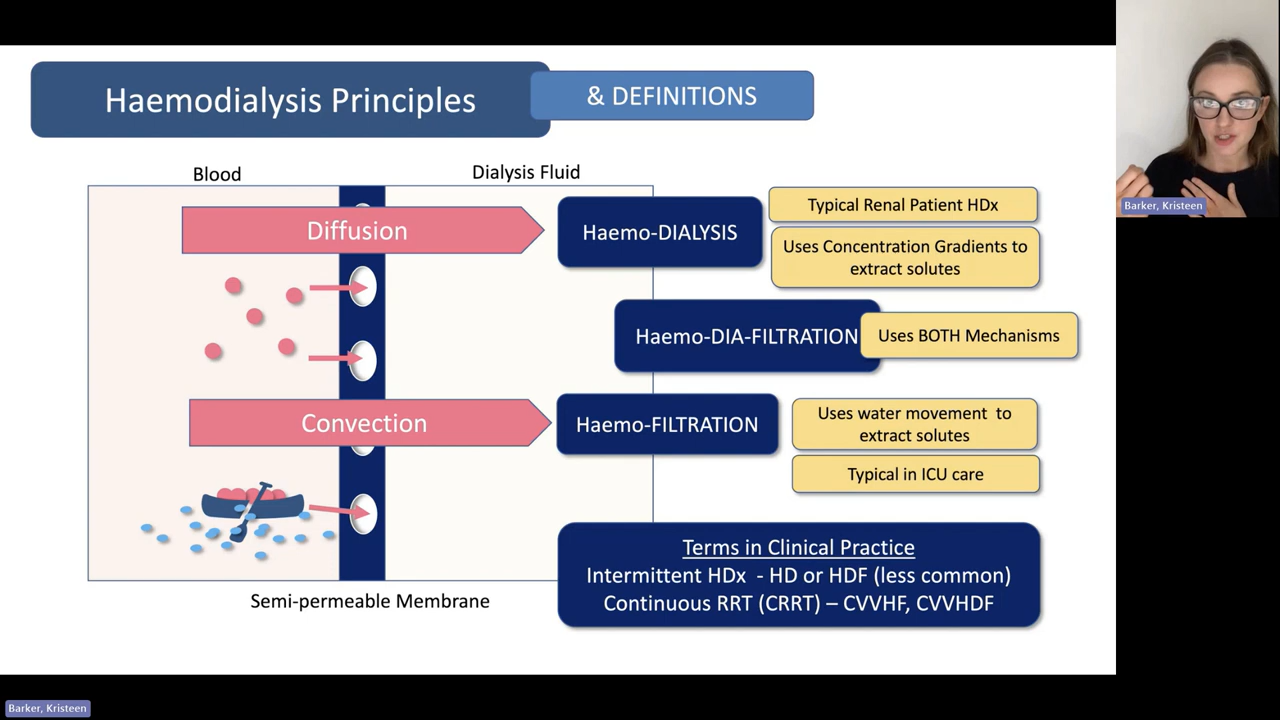 Haemodialysis Principles
& DEFINITIONS
Blood
Dialysis Fluid
Diffusion
Haemo-DIALYSIS
Typical Renal Patient HDx
Uses Concentration Gradients to
extract solutes
Haemo-DIA-FILTRATION
Uses BOTH Mechanisms
Convection
Haemo-FILTRATION
Uses water movement to
extract solutes
Typical in ICU care
Terms in Clinical Practice
Intermittent HDx - HD or HDF (less common)
Continuous RRT (CRRT) – CVVHF, CVVHDF
Semi-permeable Membrane
Barker, Kristeen
Barker, Kristeen